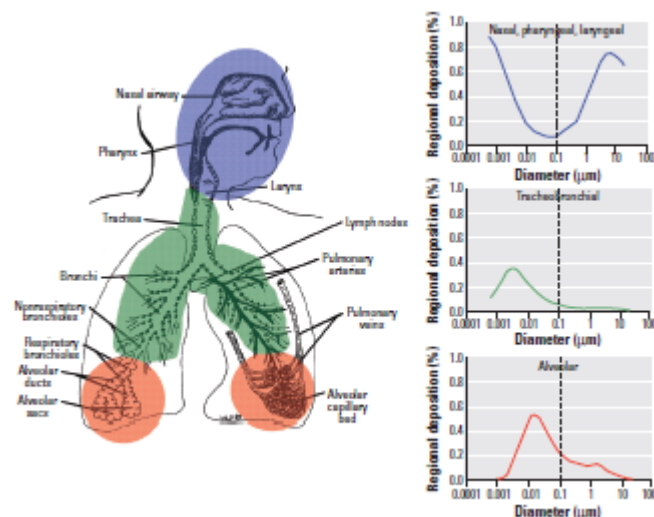 Nasal airway
Pharynx
Larynx
Trachea
Lymph nodes
Pulmonary
arteries
Bronchi
Nonrespiratory
bronchioles
Pulmonary
veins
Respiratory
bronchioles
Alveolar
ducts
Alveolar
sacs
Alveolar
capillary
bed
Nasal, pharyngeal, laryngeal
Regional deposition (%)
1.0
0.8
0.6
0.4
0.2
0.0
0.0001 0.001 0.01 0.1 1 10 100
Diameter (μm)
Tracheobronchial
Regional deposition (%)
1.0
0.8
0.6
0.4
0.2
0
0.0001 0.001 0.01 0.1 1 10 100
Diameter (μm)
Alveolar
Regional deposition (%)
1.0
0.8
0.6
0.4
0.2
0.0
0.0001 0.001 0.01 0.1 1 10 100
Diameter (μm)